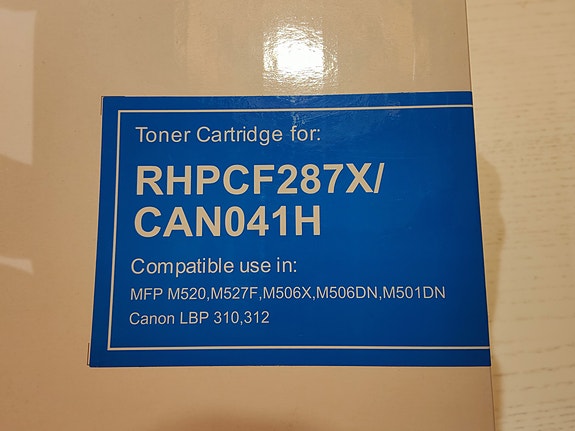 Toner Cartridge for:
RHPCF287X/
CAN041H
Compatible use in:
MFP M520,M527F,M506X,M506DN,M501DN
Canon LBP 310,312